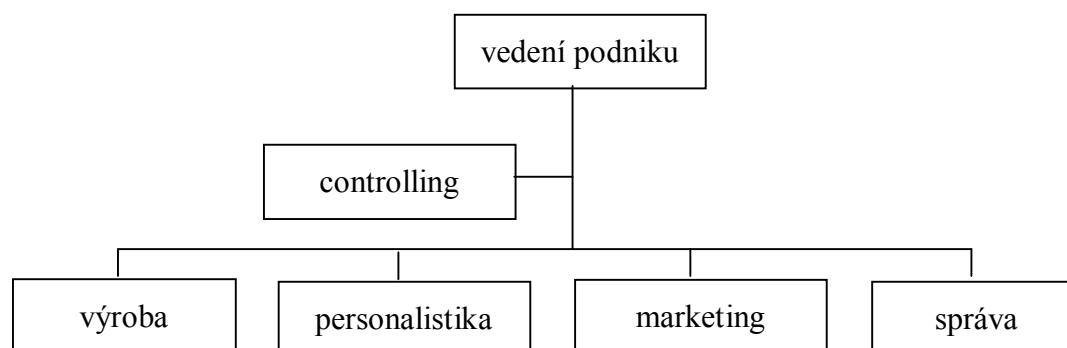 vedení podniku
controlling
výroba
personalistika
marketing
správa